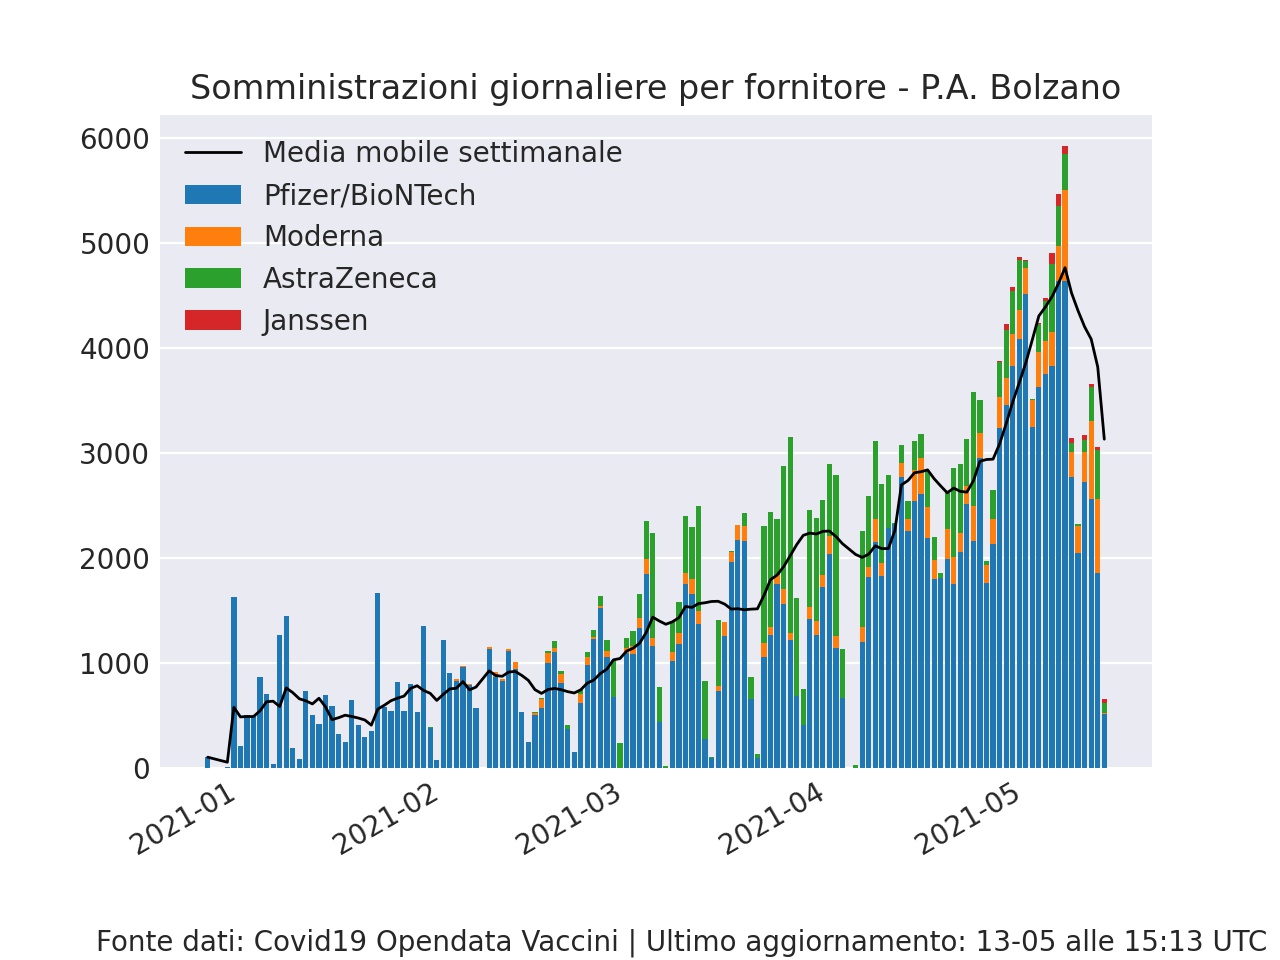 Somministrazioni giornaliere per fornitore - P.A. Bolzano
6000
5000
4000
3000
2000
1000
0
Media mobile settimanale
Pfizer/BioNTech
Moderna
AstraZeneca
Janssen
2021-01
2021-02
2021-03
2021-04
2021-05
Fonte dati: Covid19 Opendata Vaccini | Ultimo aggiornamento: 13-05 alle 15:13 UTC